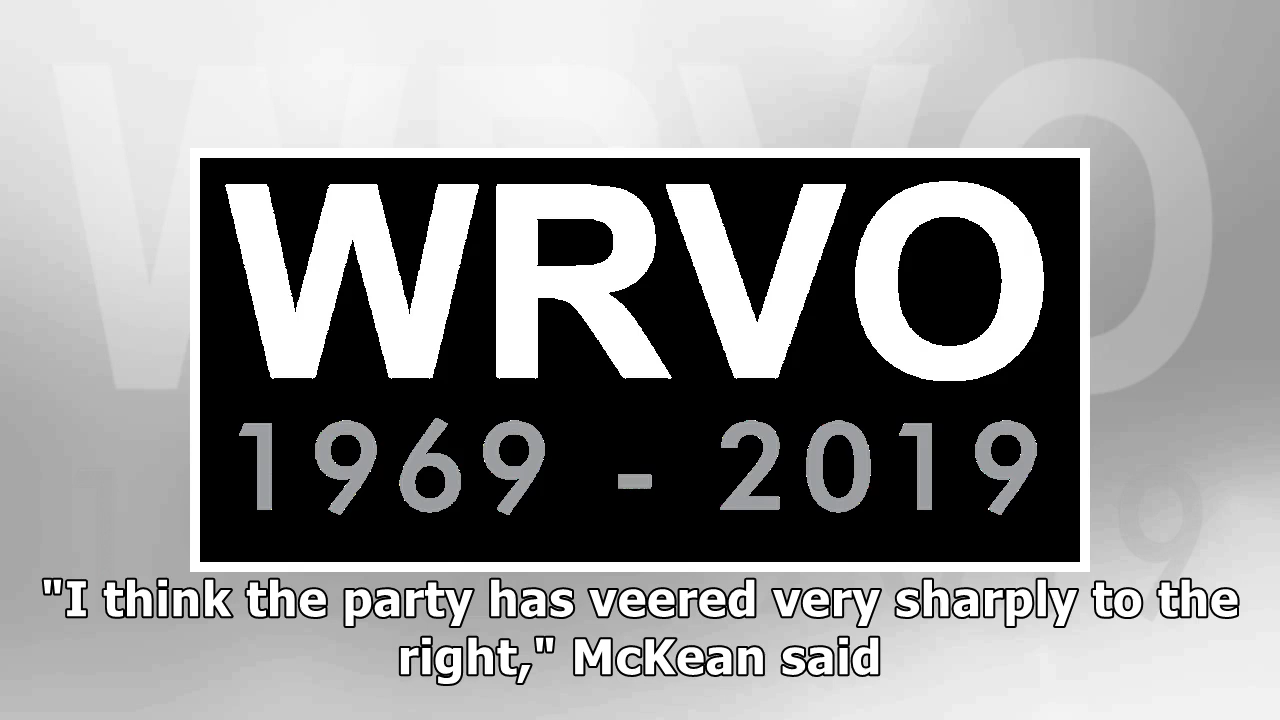 WRVO
1969 - 2019
"I think the party has veered very sharply to the
right," McKean said